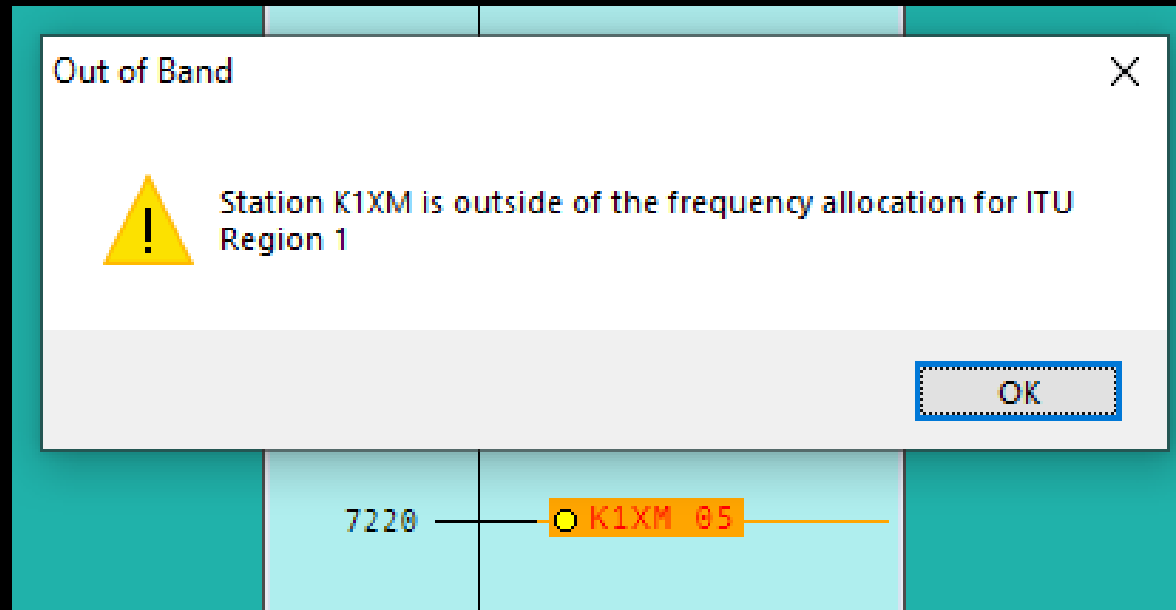 Out of Band
Station K1XM is outside of the frequency allocation for ITU
Region 1
OK
7220 K1XM 05